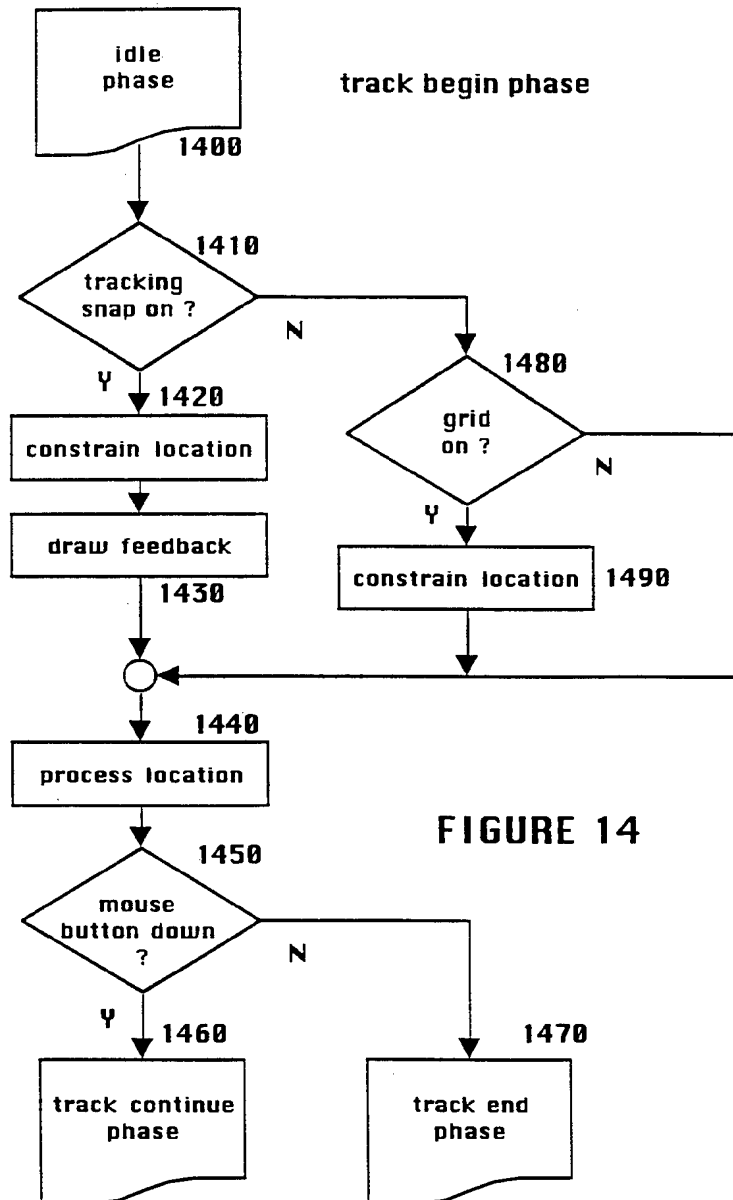 idle
phase
track begin phase
1400
1410
tracking
snap on ?
N
Y
1420
1480
grid
on ?
N
Y
constrain location
draw feedback
1430
constrain location
1490
1440
process location
FIGURE 14
1450
mouse
button down
?
N
Y
1460
1470
track continue
phase
track end
phase